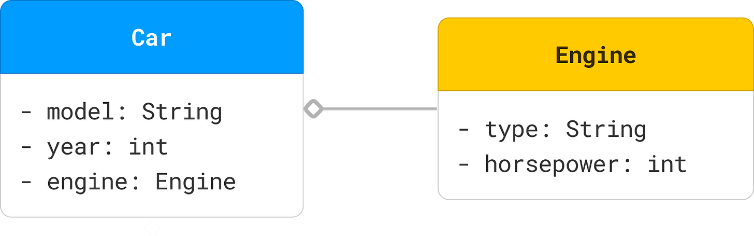 Car
- model: String
- year: int
- engine: Engine
Engine
- type: String
- horsepower: int